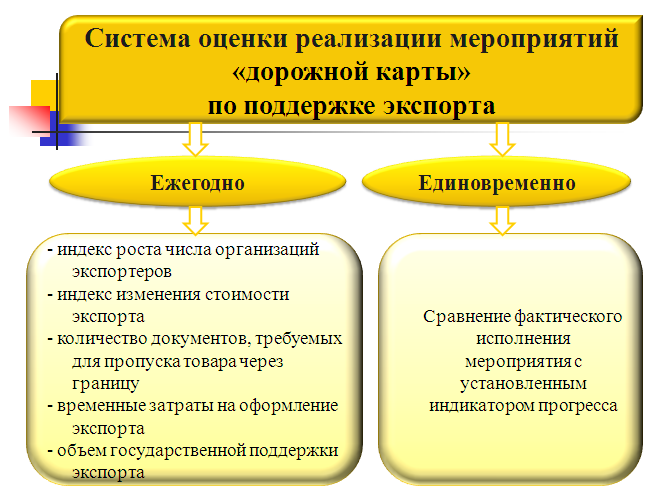 Система оценки реализации мероприятий
«дорожной карты»
по поддержке экспорта
Ежегодно
Единовременно
- индекс роста числа организаций
экспортеров
- индекс изменения стоимости
экспорта
- количество документов, требуемых
для пропуска товара через
границу
- временные затраты на оформление
экспорта
- объем государственной поддержки
экспорта
Сравнение фактического
исполнения
мероприятия с
установленным
индикатором прогресса